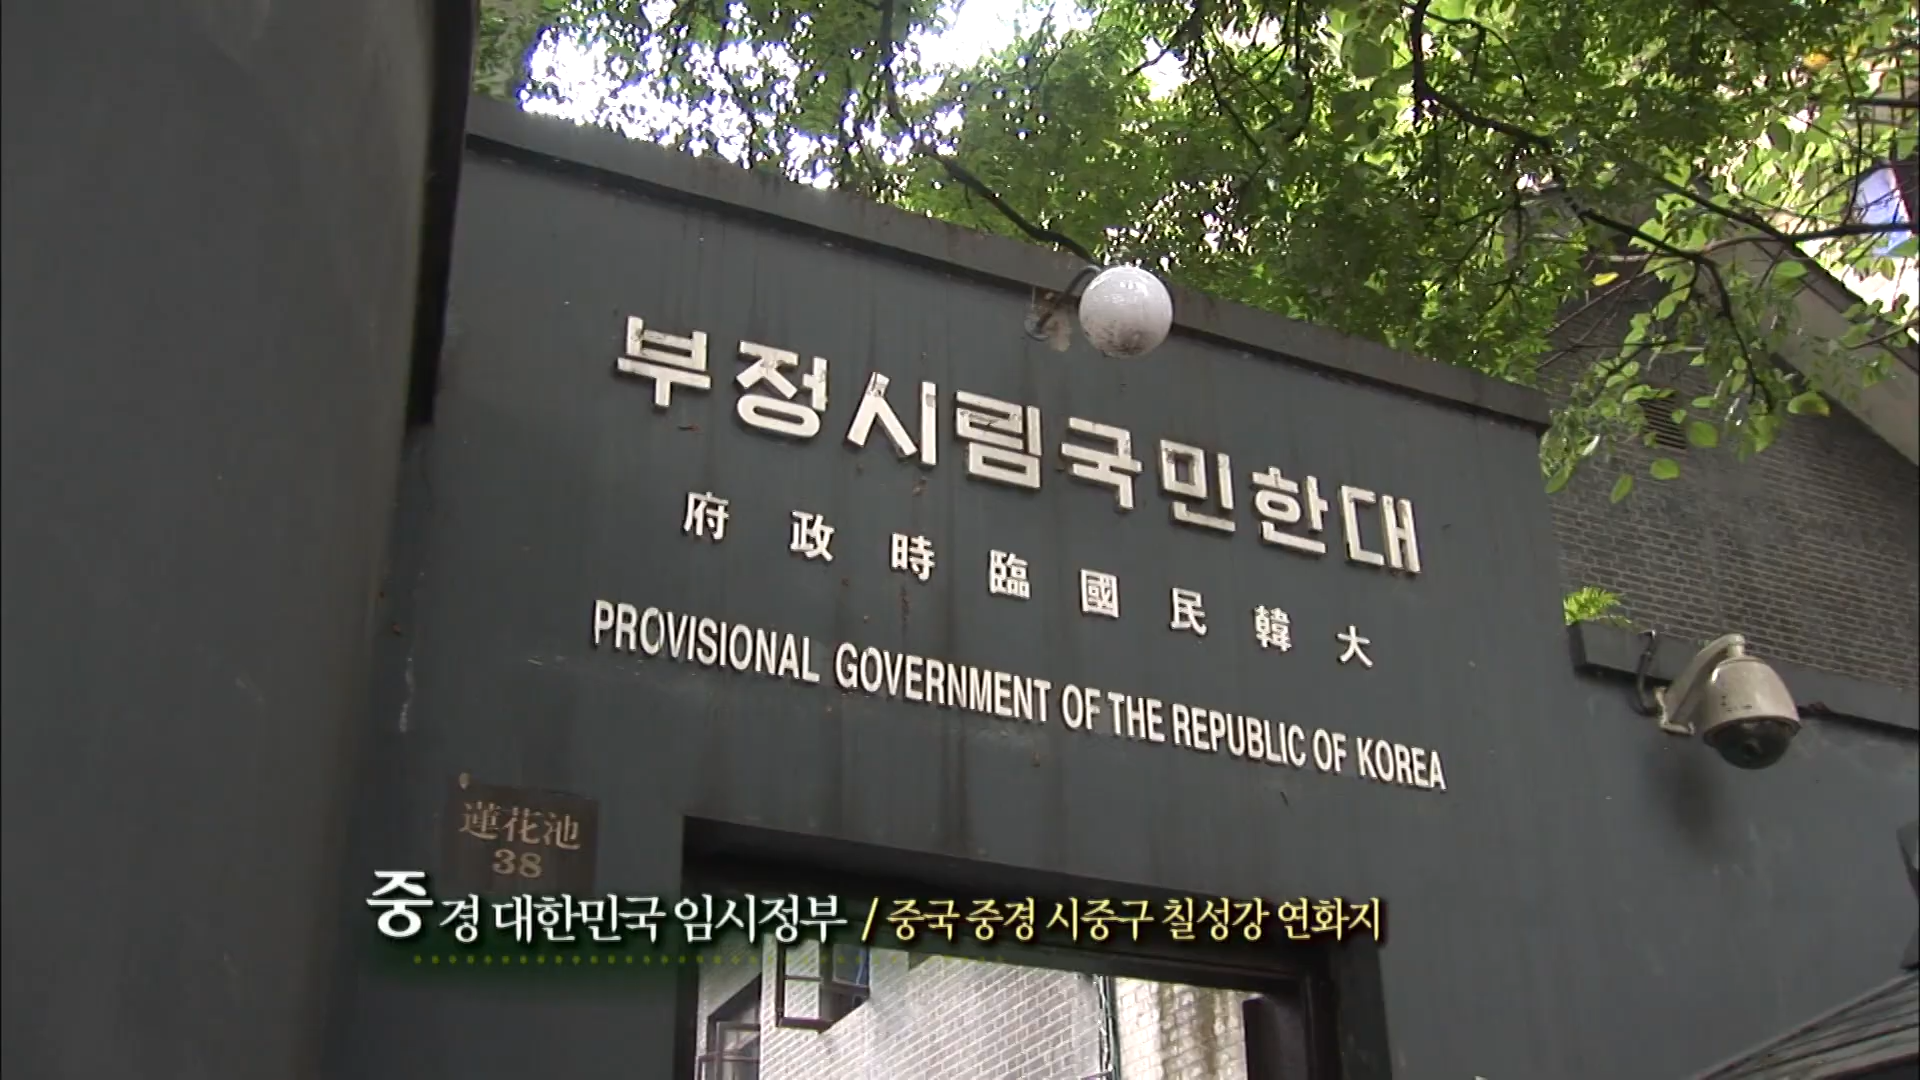 대한민국림시정부
大韓民國臨時政府
PROVISIONAL GOVERNMENT OF THE REPUBLIC OF KOREA
蓮花池
38
중경 대한민국 임시정부 / 중국 중경 시중구 칠성강 연화지